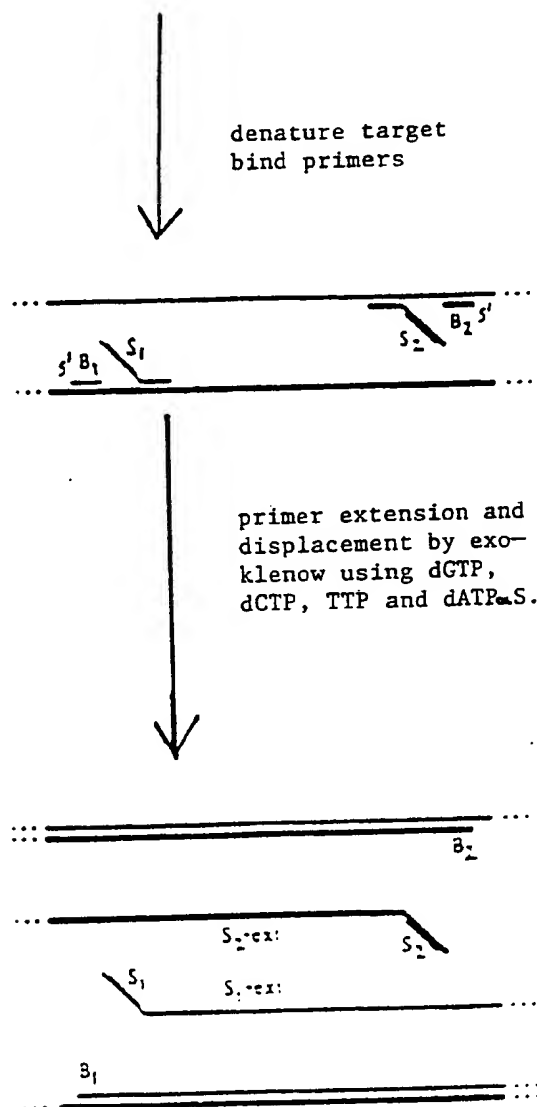 denature target
bind primers
... ...
S₂ B₂ 5'
5' B₁ S₁
... ...
primer extension and
displacement by exo-
klenow using dGTP,
dCTP, TTP and dATPαS.
... ...
B₂
...
S₂-ext S₂
S₁ S₁-ext
...
B₁
... ...